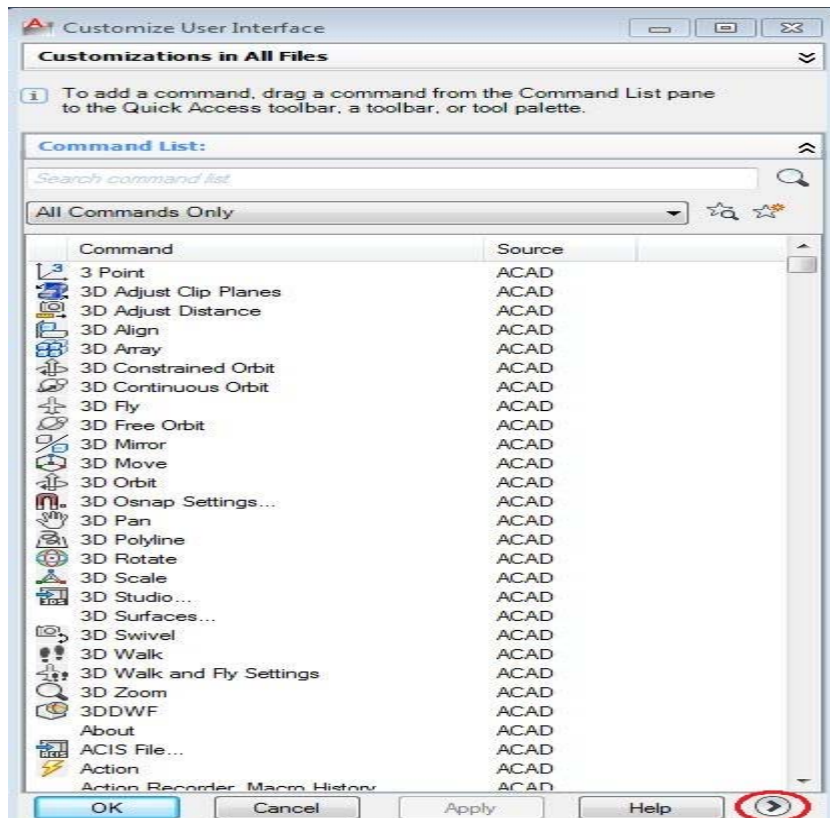 Customize User Interface
Customizations in All Files
To add a command, drag a command from the Command List pane
to the Quick Access toolbar, a toolbar, or tool palette.
Command List:
Search command list
All Commands Only
Command Source
3 Point ACAD
3D Adjust Clip Planes ACAD
3D Adjust Distance ACAD
3D Align ACAD
3D Array ACAD
3D Constrained Orbit ACAD
3D Continuous Orbit ACAD
3D Fly ACAD
3D Free Orbit ACAD
3D Mirror ACAD
3D Move ACAD
3D Orbit ACAD
3D Osnap Settings... ACAD
3D Pan ACAD
3D Polyline ACAD
3D Rotate ACAD
3D Scale ACAD
3D Studio... ACAD
3D Surfaces... ACAD
3D Swivel ACAD
3D Walk ACAD
3D Walk and Fly Settings ACAD
3D Zoom ACAD
3DDWF ACAD
About ACAD
ACIS File... ACAD
Action ACAD
Action Recorder, Macro History ACAD
OK Cancel Apply Help